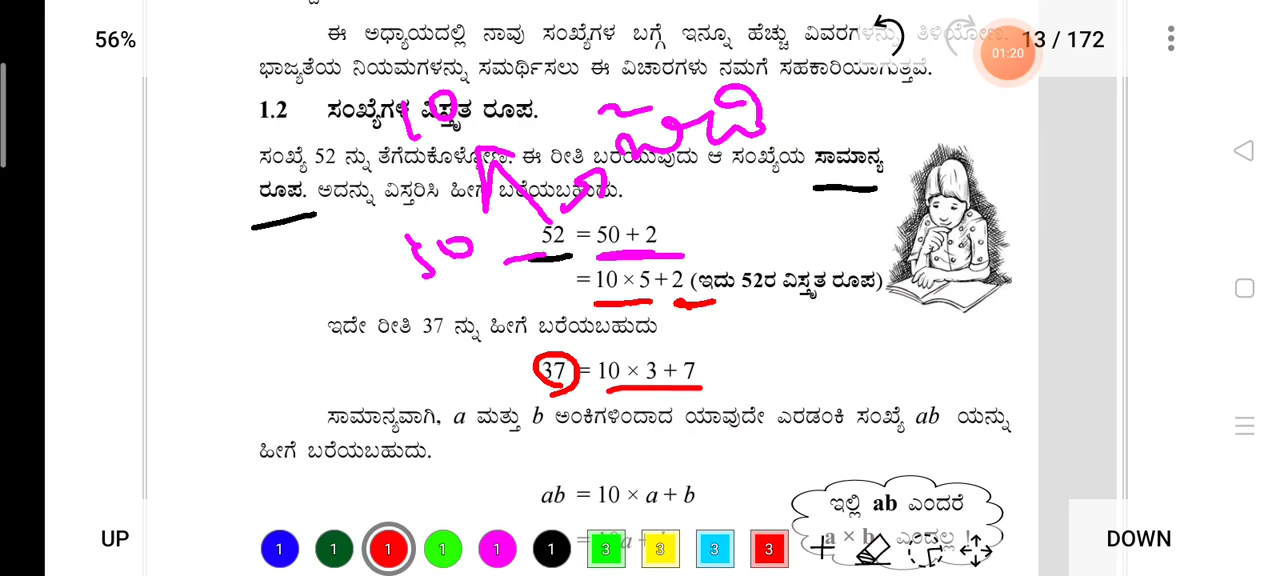 56%
ಈ ಅಧ್ಯಾಯದಲ್ಲಿ ನಾವು ಸಂಖ್ಯೆಗಳ ಬಗ್ಗೆ ಇನ್ನೂ ಹೆಚ್ಚು ವಿವರಗಳನ್ನು ತಿಳಿಯೋಣ.
13 / 172
01:20
ಭಾಜ್ಯತೆಯ ನಿಯಮಗಳನ್ನು ಸಮರ್ಥಿಸಲು ಈ ವಿಚಾರಗಳು ನಮಗೆ ಸಹಕಾರಿಯಾಗುತ್ತವೆ.
1.2 ಸಂಖ್ಯೆಗಳ ವಿಸ್ತೃತ ರೂಪ.
10
ಸಂಖ್ಯೆ 52 ನ್ನು ತೆಗೆದುಕೊಳ್ಳೋಣ. ಈ ರೀತಿ ಬರೆಯುವುದು ಆ ಸಂಖ್ಯೆಯ ಸಾಮಾನ್ಯ
ರೂಪ. ಅದನ್ನು ವಿಸ್ತರಿಸಿ ಹೀಗೆ ಬರೆಯಬಹುದು.
52 = 50 + 2
= 10 × 5 + 2 (ಇದು 52ರ ವಿಸ್ತೃತ ರೂಪ)
ಇದೇ ರೀತಿ 37 ನ್ನು ಹೀಗೆ ಬರೆಯಬಹುದು
37 = 10 × 3 + 7
ಸಾಮಾನ್ಯವಾಗಿ, a ಮತ್ತು b ಅಂಕಿಗಳಿಂದಾದ ಯಾವುದೇ ಎರಡಂಕಿ ಸಂಖ್ಯೆ ab ಯನ್ನು
ಹೀಗೆ ಬರೆಯಬಹುದು.
ab = 10 × a + b
ಇಲ್ಲಿ ab ಎಂದರೆ
a × b ಎಂದಲ್ಲ !
UP
1 1 1 1 1 1 3 3 3 3
DOWN